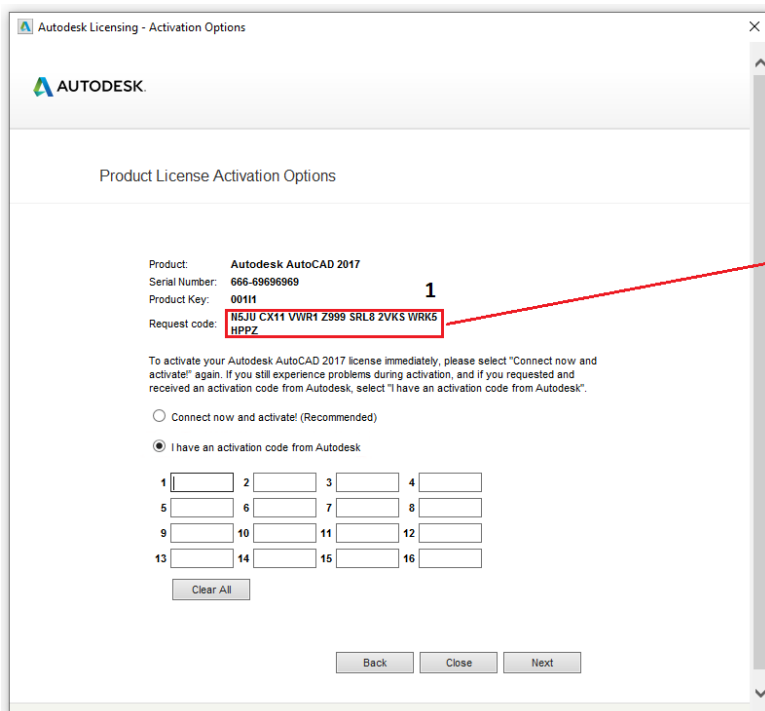 Autodesk Licensing - Activation Options
AUTODESK.
Product License Activation Options
Product: Autodesk AutoCAD 2017
Serial Number: 666-69696969
1
Product Key: 001I1
Request code: N5JU CX11 VWR1 Z999 SRL8 2VKS WRK5
HPPZ
To activate your Autodesk AutoCAD 2017 license immediately, please select "Connect now and
activate!" again. If you still experience problems during activation, and if you requested and
received an activation code from Autodesk, select "I have an activation code from Autodesk".
Connect now and activate! (Recommended)
I have an activation code from Autodesk
1 2 3 4
5 6 7 8
9 10 11 12
13 14 15 16
Clear All
Back Close Next